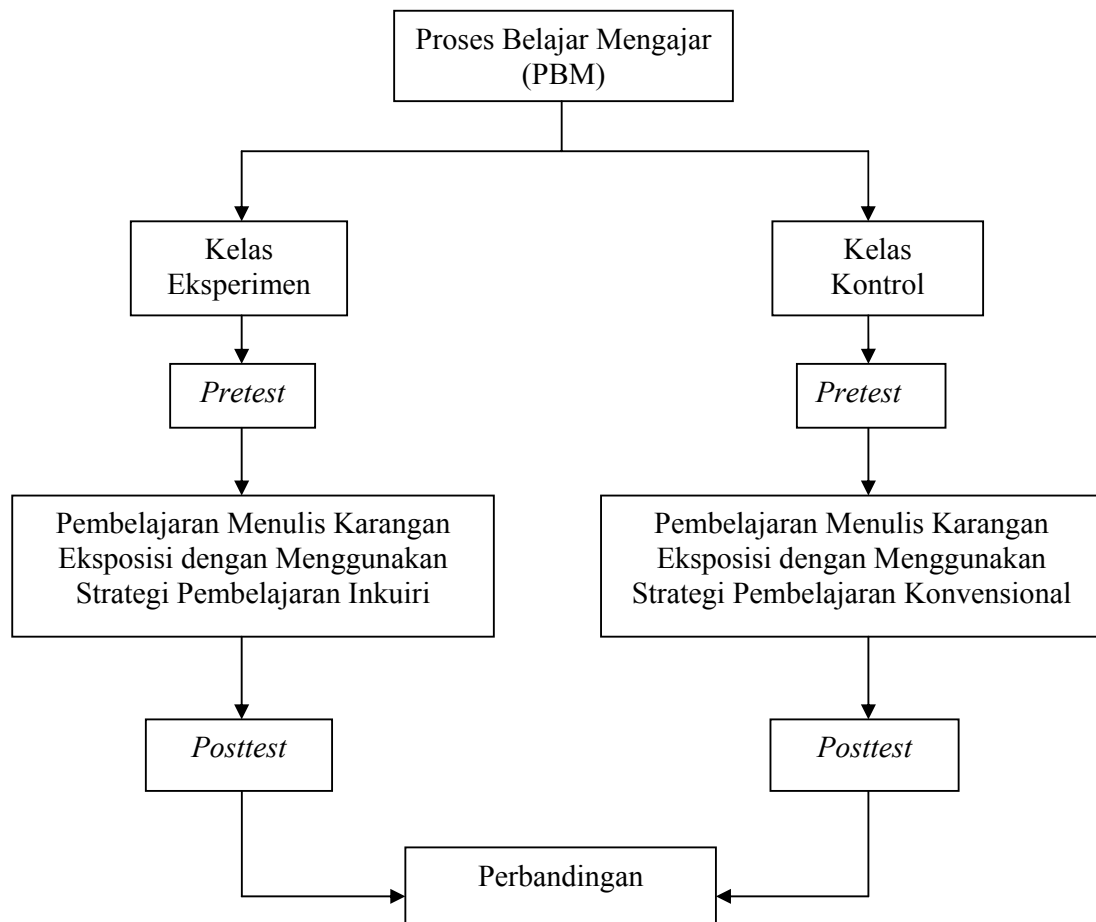 Proses Belajar Mengajar
(PBM)
Kelas
Eksperimen
Kelas
Kontrol
Pretest
Pretest
Pembelajaran Menulis Karangan
Eksposisi dengan Menggunakan
Strategi Pembelajaran Inkuiri
Pembelajaran Menulis Karangan
Eksposisi dengan Menggunakan
Strategi Pembelajaran Konvensional
Posttest
Posttest
Perbandingan